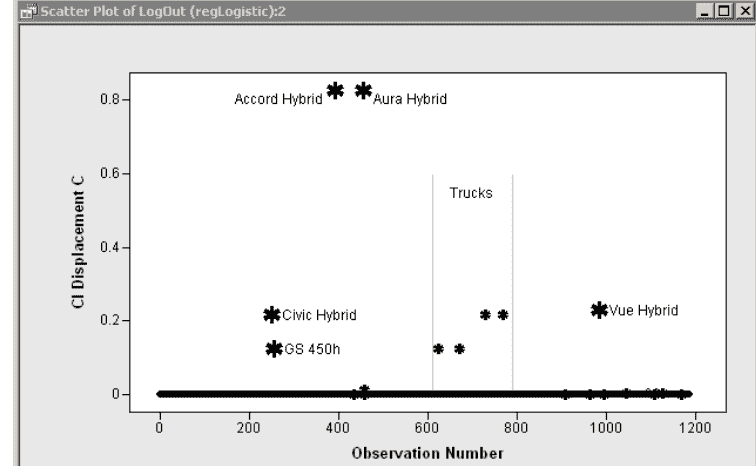 Scatter Plot of LogOut (regLogistic):2
Accord Hybrid
Aura Hybrid
Trucks
Civic Hybrid
GS 450h
Vue Hybrid
CI Displacement C
0.8
0.6
0.4
0.2
0
0
200
400
600
800
1000
1200
Observation Number